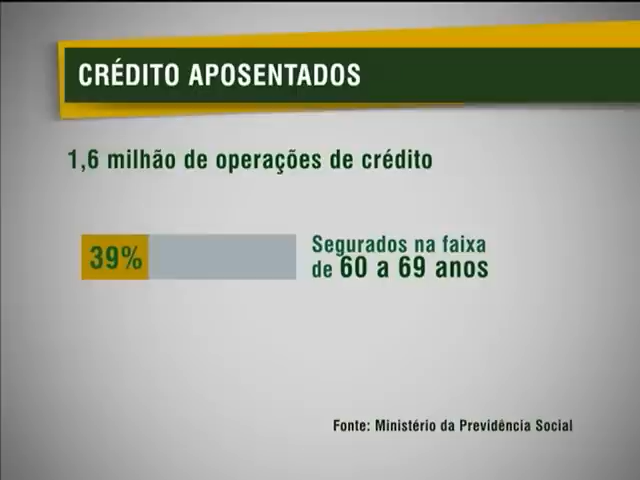 CRÉDITO APOSENTADOS
1,6 milhão de operações de crédito
39%
Segurados na faixa
de 60 a 69 anos
Fonte: Ministério da Previdência Social